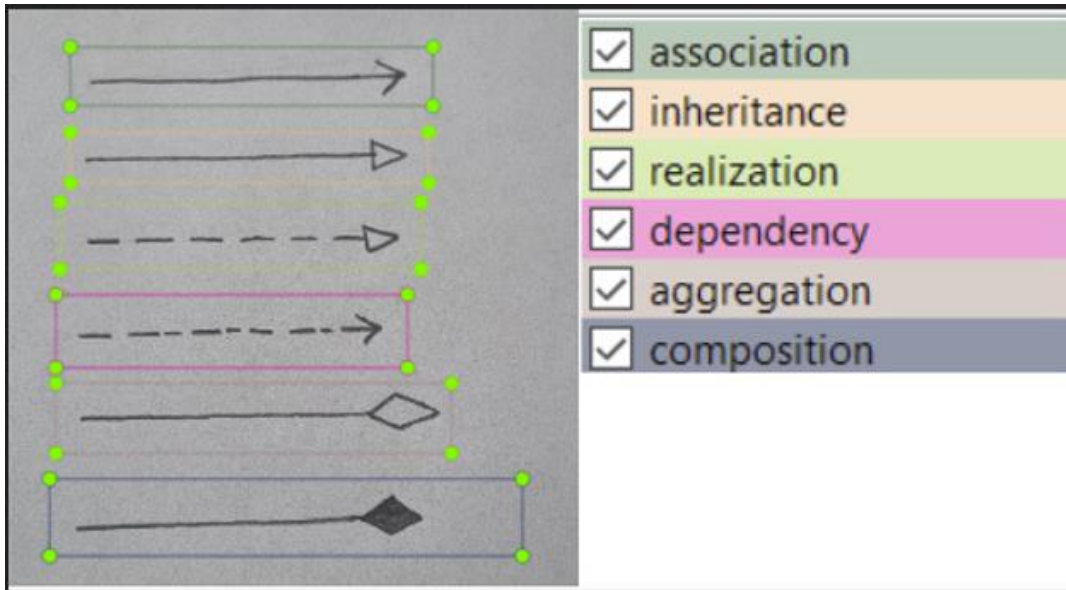 association
inheritance
realization
dependency
aggregation
composition